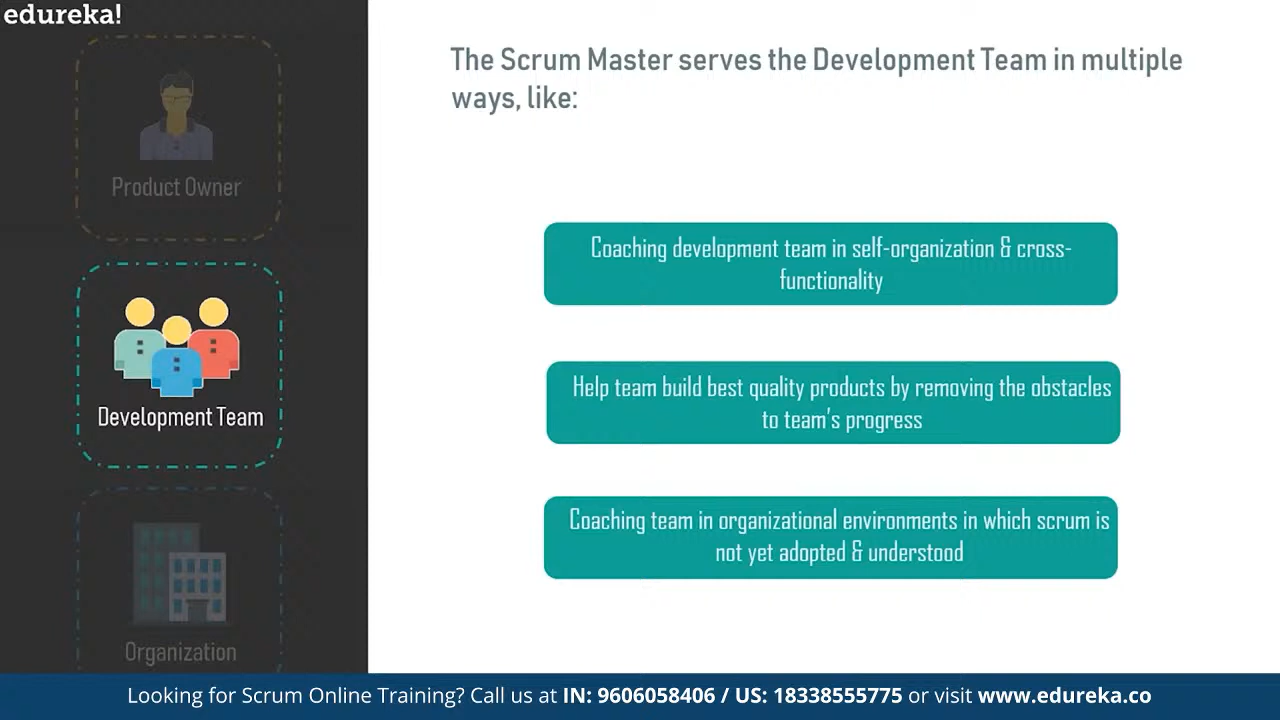 edureka!
Product Owner
Development Team
Organization
The Scrum Master serves the Development Team in multiple
ways, like:
Coaching development team in self-organization & cross-
functionality
Help team build best quality products by removing the obstacles
to team's progress
Coaching team in organizational environments in which scrum is
not yet adopted & understood
Looking for Scrum Online Training? Call us at IN: 9606058406 / US: 18338555775 or visit www.edureka.co